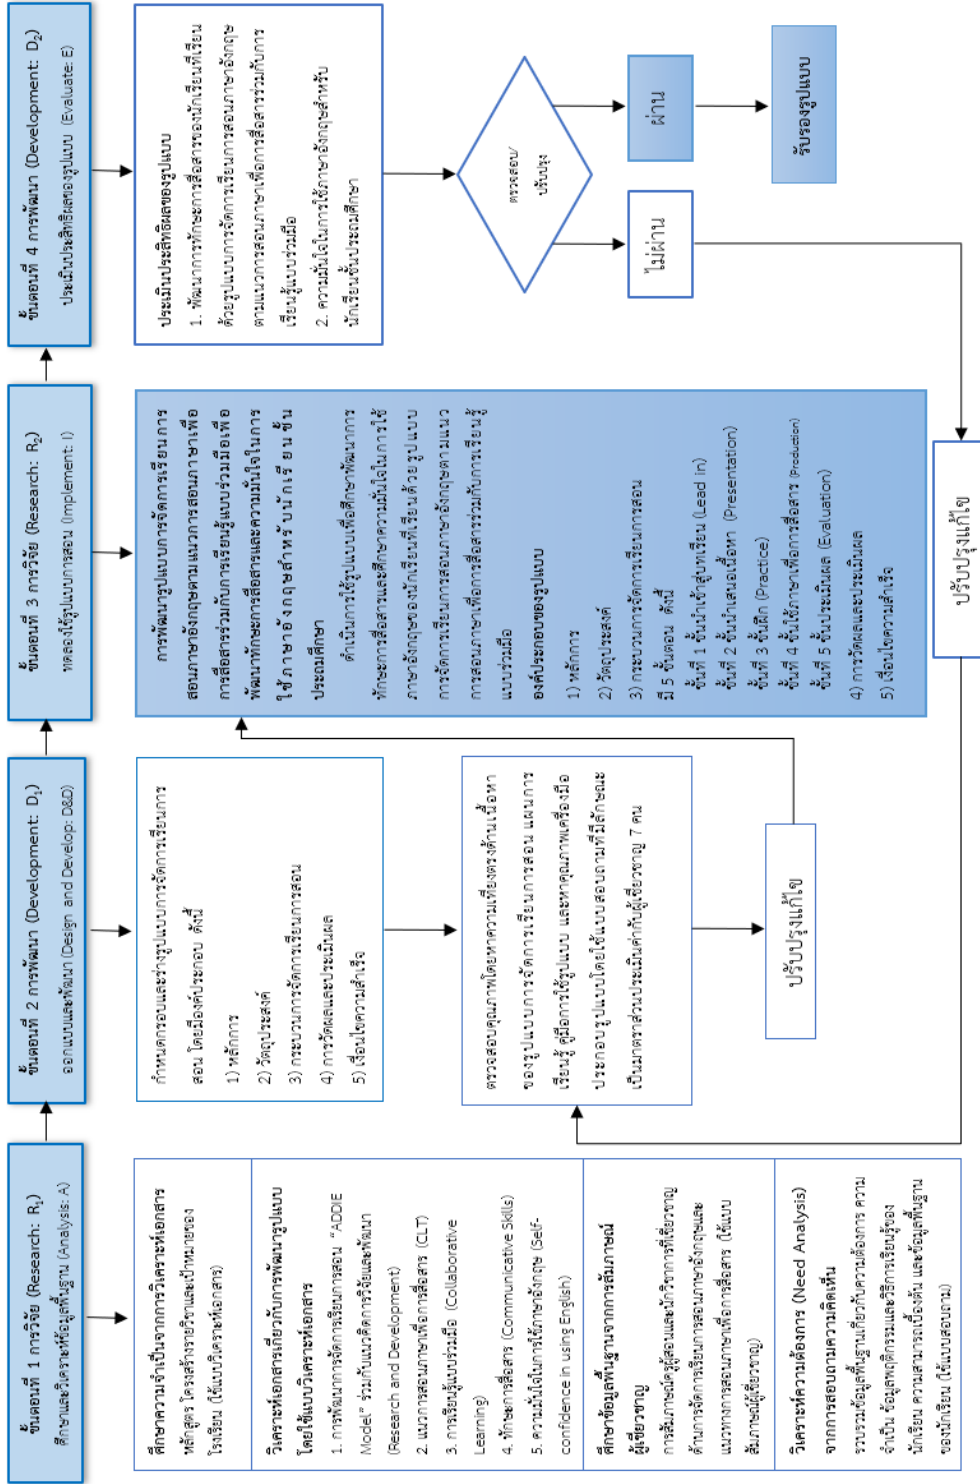 ขั้นตอนที่ 1 การวิจัย (Research: R₁)
ศึกษาและวิเคราะห์ข้อมูลพื้นฐาน (Analysis: A)
ศึกษาความจำเป็นจากการวิเคราะห์เอกสาร
หลักสูตร โครงสร้างรายวิชาและเป้าหมายของ
โรงเรียน (ใช้แบบวิเคราะห์เอกสาร)
วิเคราะห์เอกสารเกี่ยวกับการพัฒนารูปแบบ
โดยใช้แบบวิเคราะห์เอกสาร
1. การพัฒนาการจัดการเรียนการสอน "ADDIE
Model" ร่วมกับแนวคิดการวิจัยและพัฒนา
(Research and Development)
2. แนวการสอนภาษาเพื่อการสื่อสาร (CLT)
3. การเรียนรู้แบบร่วมมือ (Collaborative
Learning)
4. ทักษะการสื่อสาร (Communicative Skills)
5. ความมั่นใจในการใช้ภาษาอังกฤษ (Self-
confidence in using English)
ศึกษาข้อมูลพื้นฐานจากการสัมภาษณ์
ผู้เชี่ยวชาญ
การสัมภาษณ์ครูผู้สอนและนักวิชาการที่เชี่ยวชาญ
ด้านการจัดการเรียนการสอนภาษาอังกฤษและ
แนวทางการสอนภาษาเพื่อการสื่อสาร (ใช้แบบ
สัมภาษณ์ผู้เชี่ยวชาญ)
วิเคราะห์ความต้องการ (Need Analysis)
จากการสอบถามความคิดเห็น
รวบรวมข้อมูลพื้นฐานเกี่ยวกับความต้องการ ความ
จำเป็น ข้อมูลพฤติกรรมและวิธีการเรียนรู้ของ
นักเรียน ความสามารถเบื้องต้น และข้อมูลพื้นฐาน
ของนักเรียน (ใช้แบบสอบถาม)
ขั้นตอนที่ 2 การพัฒนา (Development: D₁)
ออกแบบและพัฒนา (Design and Develop: D&D)
กำหนดกรอบและร่างรูปแบบการจัดการเรียนการ
สอน โดยมีองค์ประกอบ ดังนี้
1) หลักการ
2) วัตถุประสงค์
3) กระบวนการจัดการเรียนการสอน
4) การวัดผลและประเมินผล
5) เงื่อนไขความสำเร็จ
ตรวจสอบคุณภาพโดยหาความเที่ยงตรงด้านเนื้อหา
ของรูปแบบการจัดการเรียนการสอน แผนการ
เรียนรู้ คู่มือการใช้รูปแบบ และหาคุณภาพเครื่องมือ
ประกอบรูปแบบโดยใช้แบบสอบถามที่มีลักษณะ
เป็นมาตราส่วนประเมินค่ากับผู้เชี่ยวชาญ 7 คน
ปรับปรุงแก้ไข
ขั้นตอนที่ 3 การวิจัย (Research: R₂)
ทดลองใช้รูปแบบการสอน (Implement: I)
การพัฒนารูปแบบการจัดการเรียนการ
สอนภาษาอังกฤษตามแนวการสอนภาษาเพื่อ
การสื่อสารร่วมกับการเรียนรู้แบบร่วมมือเพื่อ
พัฒนาทักษะการสื่อสารและความมั่นใจในการ
ใช้ภาษาอังกฤษสำหรับนักเรียนชั้น
ประถมศึกษา
ดำเนินการใช้รูปแบบเพื่อศึกษาพัฒนาการ
ทักษะการสื่อสารและศึกษาความมั่นใจในการใช้
ภาษาอังกฤษของนักเรียนที่เรียนด้วยรูปแบบ
การจัดการเรียนการสอนภาษาอังกฤษตามแนว
การสอนภาษาเพื่อการสื่อสารร่วมกับการเรียนรู้
แบบร่วมมือ
องค์ประกอบของรูปแบบ
1) หลักการ
2) วัตถุประสงค์
3) กระบวนการจัดการเรียนการสอน
มี 5 ขั้นตอน ดังนี้
ขั้นที่ 1 ขั้นนำเข้าสู่บทเรียน (Lead in)
ขั้นที่ 2 ขั้นนำเสนอเนื้อหา (Presentation)
ขั้นที่ 3 ขั้นฝึก (Practice)
ขั้นที่ 4 ขั้นใช้ภาษาเพื่อการสื่อสาร (Production)
ขั้นที่ 5 ขั้นประเมินผล (Evaluation)
4) การวัดผลและประเมินผล
5) เงื่อนไขความสำเร็จ
ขั้นตอนที่ 4 การพัฒนา (Development: D₂)
ประเมินประสิทธิผลของรูปแบบ (Evaluate: E)
ประเมินประสิทธิผลของรูปแบบ
1. พัฒนาการทักษะการสื่อสารของนักเรียนที่เรียน
ด้วยรูปแบบการจัดการเรียนการสอนภาษาอังกฤษ
ตามแนวการสอนภาษาเพื่อการสื่อสารร่วมกับการ
เรียนรู้แบบร่วมมือ
2. ความมั่นใจในการใช้ภาษาอังกฤษสำหรับ
นักเรียนชั้นประถมศึกษา
ตรวจสอบ/
ปรับปรุง
ไม่ผ่าน
ผ่าน
รับรองรูปแบบ
ปรับปรุงแก้ไข